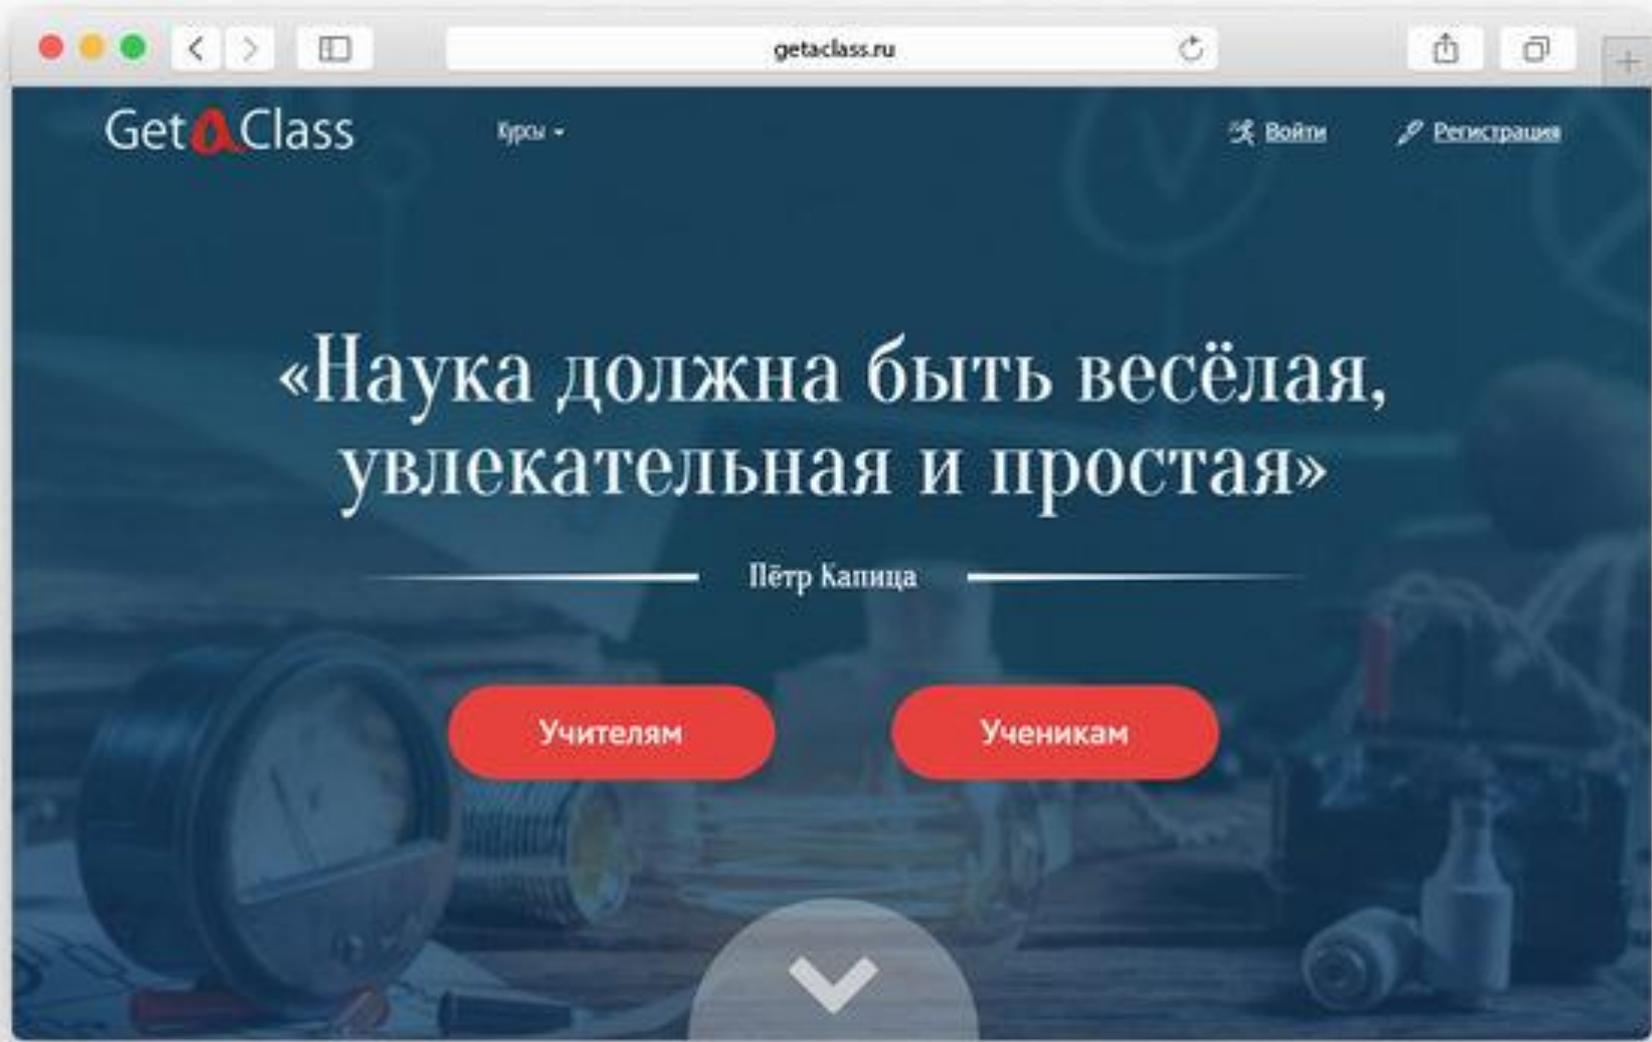 getaclass.ru
GetaClass
Курсы
Войти
Регистрация
«Наука должна быть весёлая,
увлекательная и простая»
Пётр Капица
Учителям
Ученикам